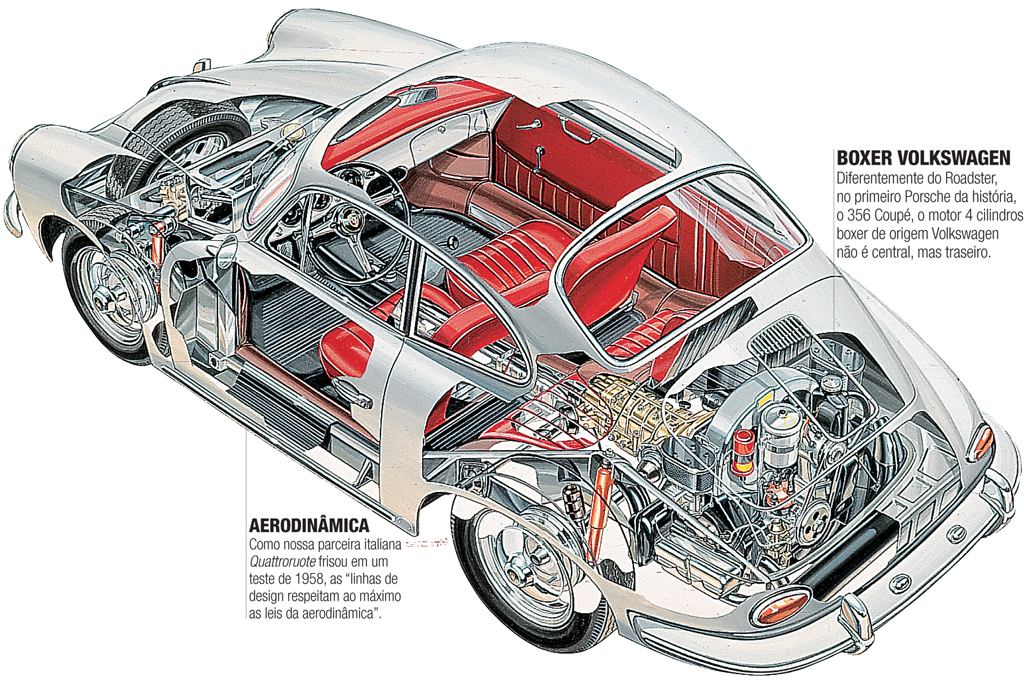 BOXER VOLKSWAGEN
Diferentemente do Roadster,
no primeiro Porsche da história,
o 356 Coupé, o motor 4 cilindros
boxer de origem Volkswagen
não é central, mas traseiro.
AERODINÂMICA
Como nossa parceira italiana
Quattroruote frisou em um
teste de 1958, as “linhas de
design respeitam ao máximo
as leis da aerodinâmica”.